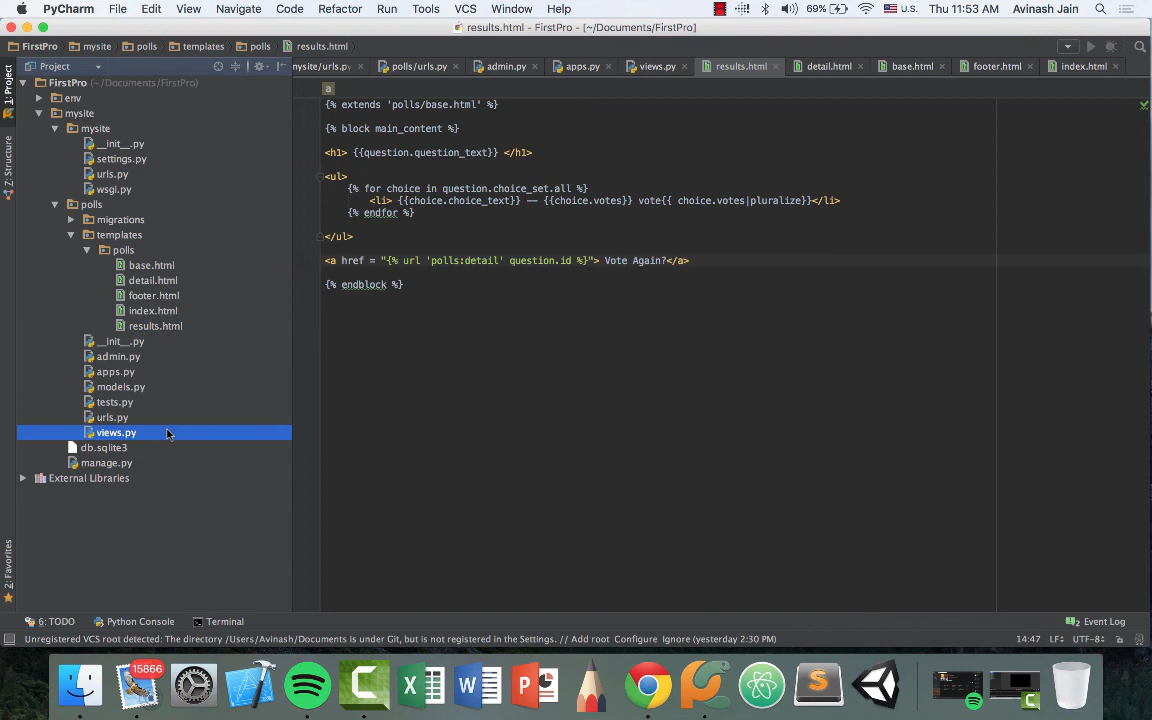 PyCharm File Edit View Navigate Code Refactor Run Tools VCS Window Help 69% U.S. Thu 11:53 AM Avinash Jain
results.html - FirstPro - [~/Documents/FirstPro]
FirstPro mysite polls templates polls results.html
Project
mysite/urls.py × polls/urls.py × admin.py × apps.py × views.py × results.html × detail.html × base.html × footer.html × index.html ×
1: Project
Z: Structure
2: Favorites
FirstPro (~/Documents/FirstPro)
env
mysite
mysite
__init__.py
settings.py
urls.py
wsgi.py
polls
migrations
templates
polls
base.html
detail.html
footer.html
index.html
results.html
__init__.py
admin.py
apps.py
models.py
tests.py
urls.py
views.py
db.sqlite3
manage.py
External Libraries
a
{% extends 'polls/base.html' %}
{% block main_content %}
<h1> {{question.question_text}} </h1>
<ul>
{% for choice in question.choice_set.all %}
<li> {{choice.choice_text}} –– {{choice.votes}} vote{{ choice.votes|pluralize}}</li>
{% endfor %}
</ul>
<a href = "{% url 'polls:detail' question.id %}"> Vote Again?</a>
{% endblock %}
6: TODO Python Console Terminal 2 Event Log
Unregistered VCS root detected: The directory /Users/Avinash/Documents is under Git, but is not registered in the Settings. // Add root Configure Ignore (yesterday 2:30 PM) 14:47 LF÷ UTF-8÷
15866
C X W P S